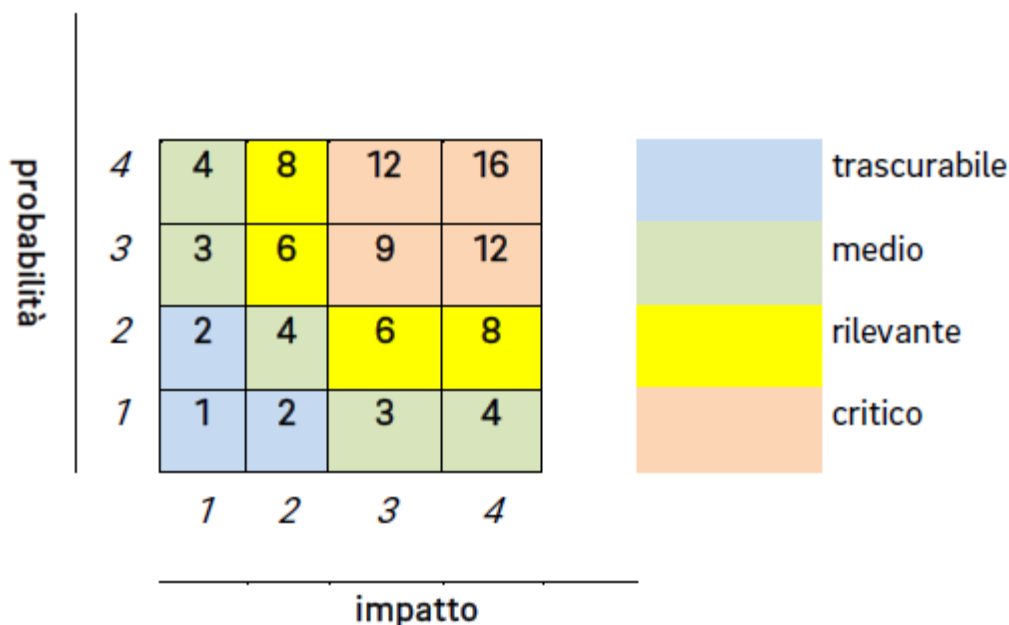 probabilità
4 4 8 12 16 trascurabile
3 3 6 9 12 medio
2 2 4 6 8 rilevante
1 1 2 3 4 critico
1 2 3 4
impatto